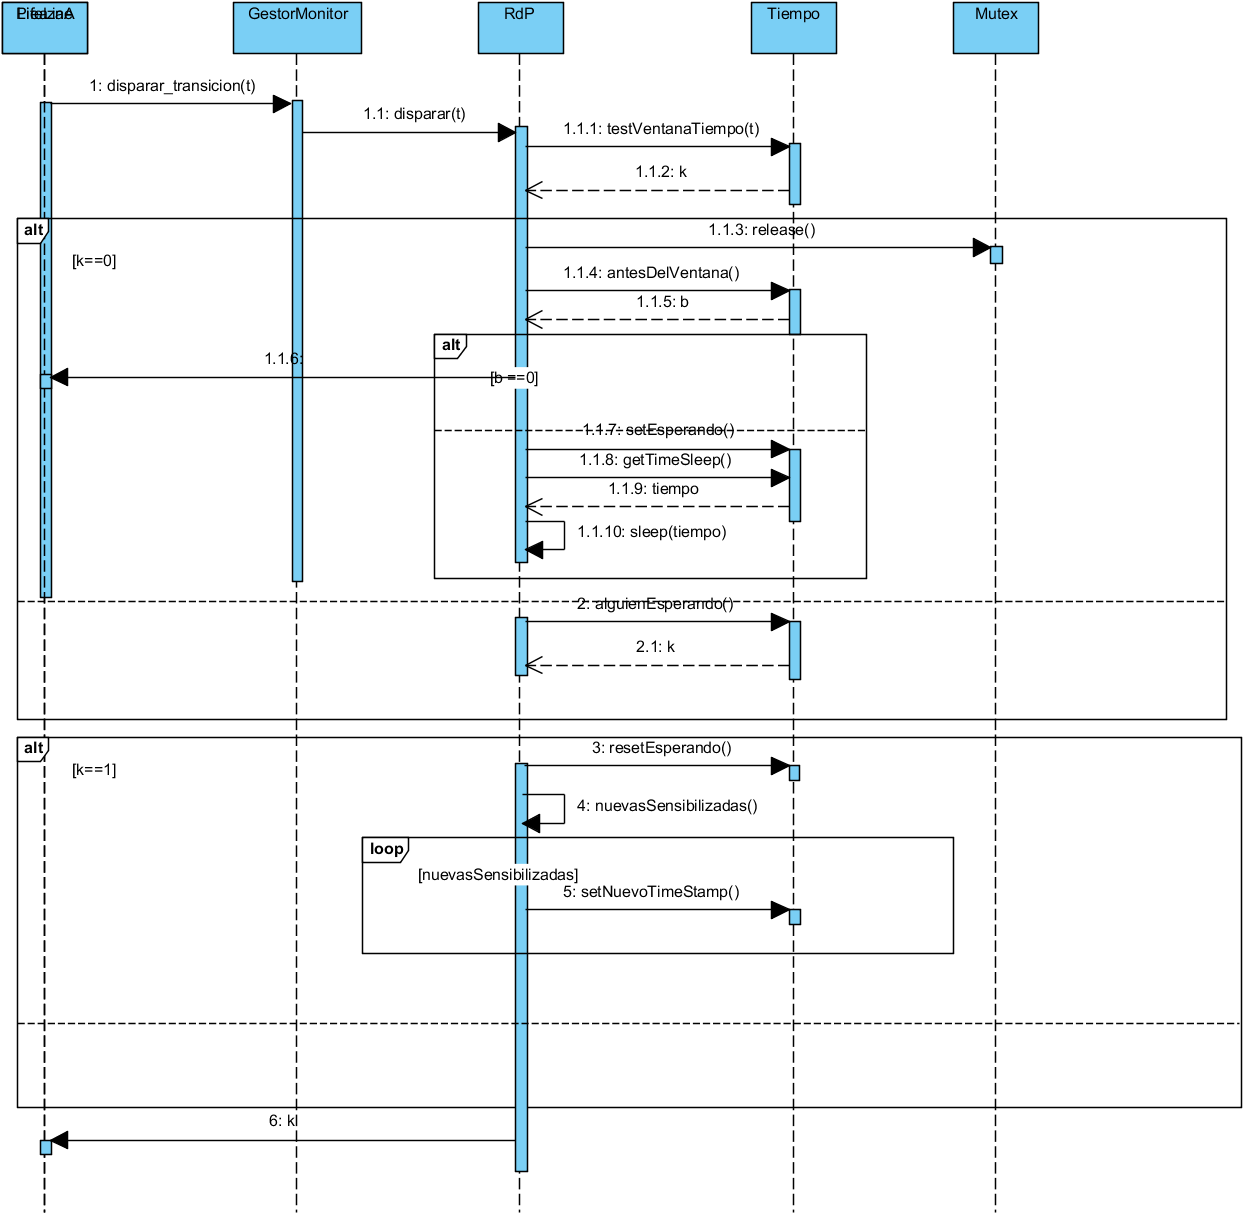 GestorMonitor
RdP
Tiempo
Mutex
1: disparar_transicion(t)
1.1: disparar(t)
1.1.1: testVentanaTiempo(t)
1.1.2: k
alt
1.1.3: release()
[k==0]
1.1.4: antesDelVentana()
1.1.5: b
alt
1.1.6:
[b ==0]
1.1.7: setEsperando()
1.1.8: getTimeSleep()
1.1.9: tiempo
1.1.10: sleep(tiempo)
2: alguienEsperando()
2.1: k
alt
3: resetEsperando()
[k==1]
4: nuevasSensibilizadas()
loop
[nuevasSensibilizadas]
5: setNuevoTimeStamp()
6: k